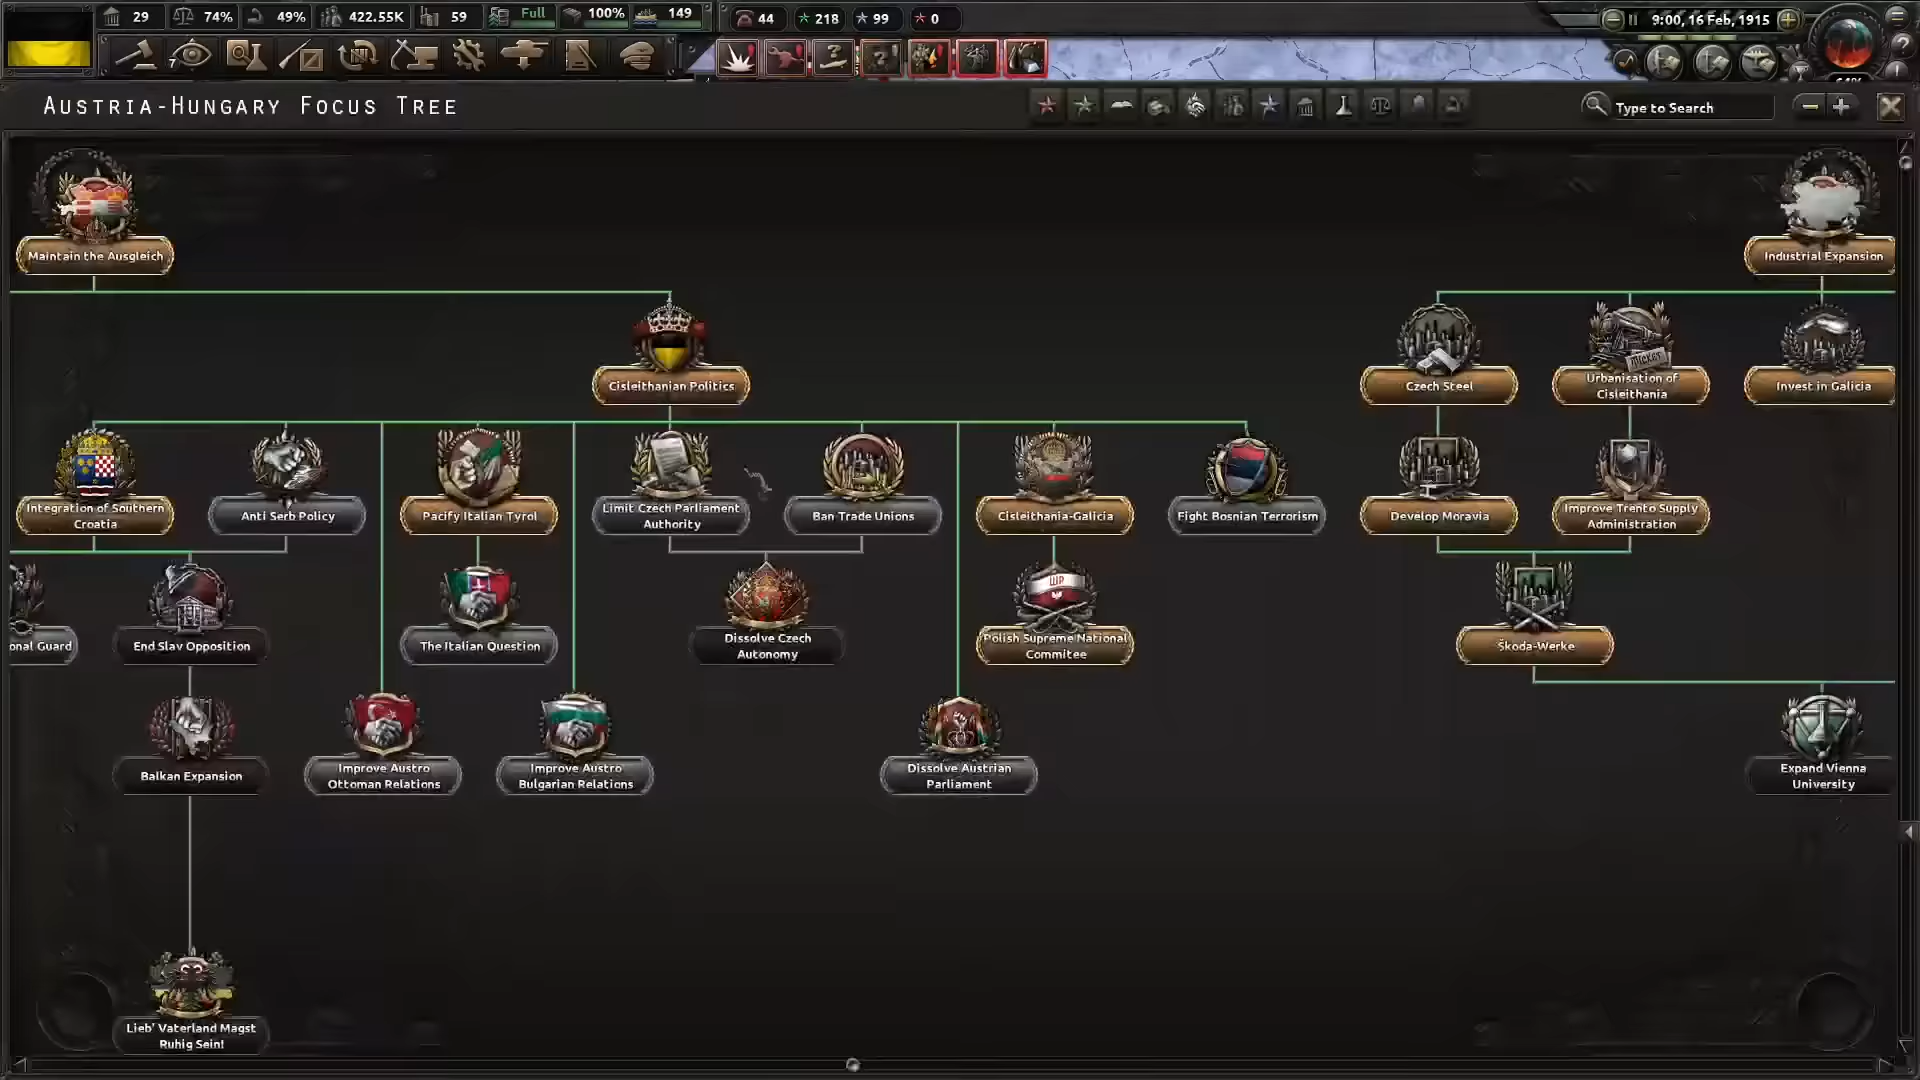 29
74%
49%
422.55K
59
Full
100%
149
44
218
99
0
9:00, 16 Feb, 1915
Austria-Hungary Focus Tree
Type to Search
Maintain the Ausgleich
Industrial Expansion
Cisleithanian Politics
Czech Steel
Urbanisation of
Cisleithania
Invest in Galicia
Integration of Southern
Croatia
Anti Serb Policy
Pacify Italian Tyrol
Limit Czech Parliament
Authority
Ban Trade Unions
Cisleithania-Galicia
Fight Bosnian Terrorism
Develop Moravia
Improve Trento Supply
Administration
onal Guard
End Slav Opposition
The Italian Question
Dissolve Czech
Autonomy
Polish Supreme National
Commitee
Škoda-Werke
Balkan Expansion
Improve Austro
Ottoman Relations
Improve Austro
Bulgarian Relations
Dissolve Austrian
Parliament
Expand Vienna
University
Lieb' Vaterland Magst
Ruhig Sein!